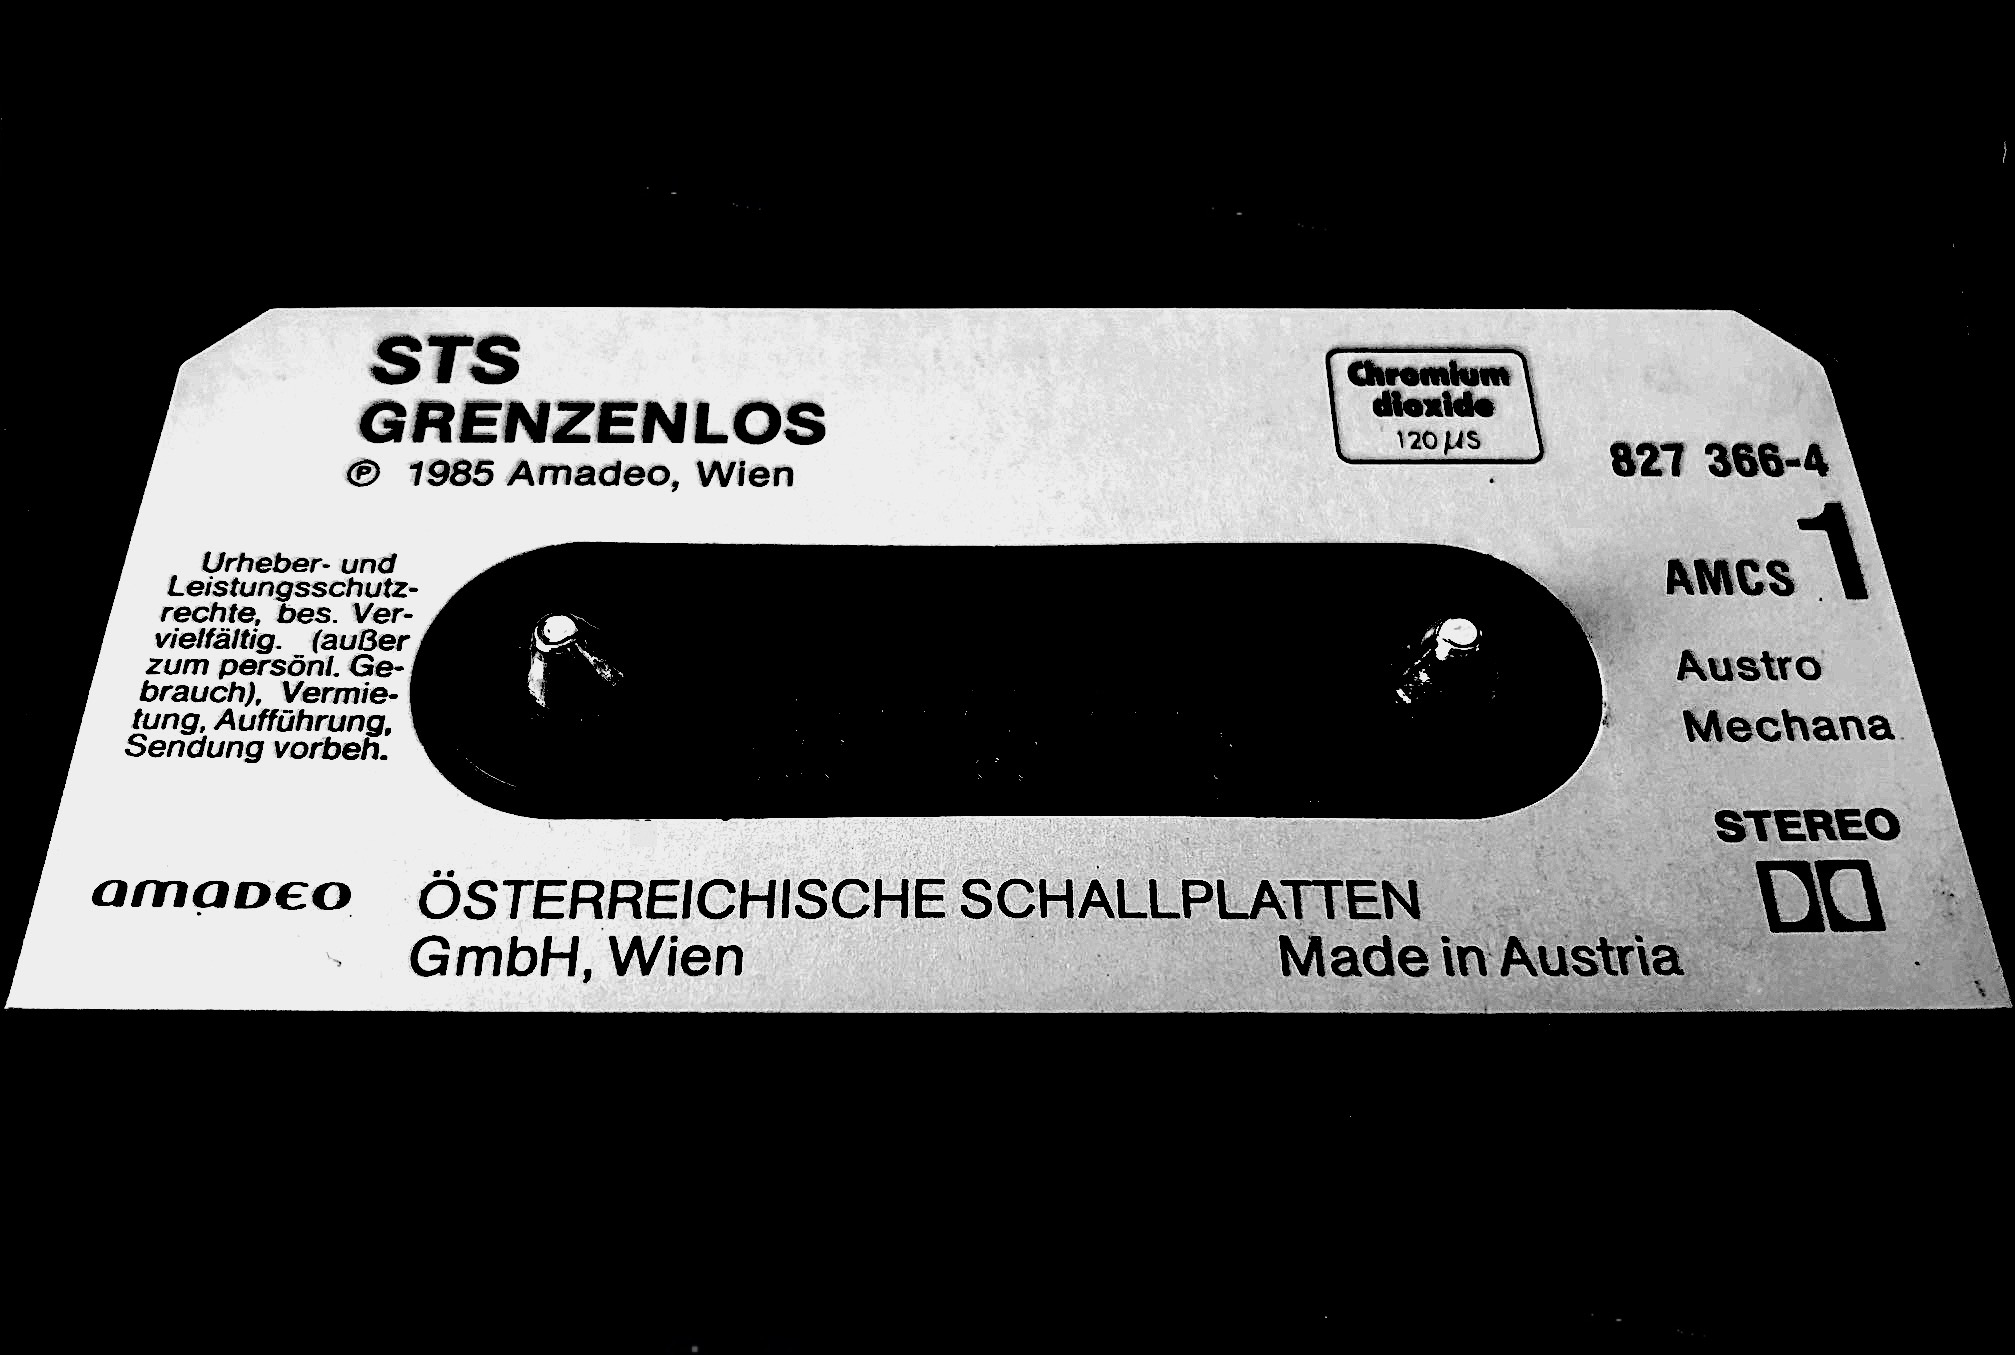 STS
GRENZENLOS
℗ 1985 Amadeo, Wien
Chromium
dioxide
120 µs
827 366-4
1
AMCS
Austro
Mechana
Urheber- und
Leistungsschutz-
rechte, bes. Ver-
vielfältig. (außer
zum persönl. Ge-
brauch), Vermie-
tung, Aufführung,
Sendung vorbeh.
STEREO
amaDeo
ÖSTERREICHISCHE SCHALLPLATTEN
GmbH, Wien
Made in Austria